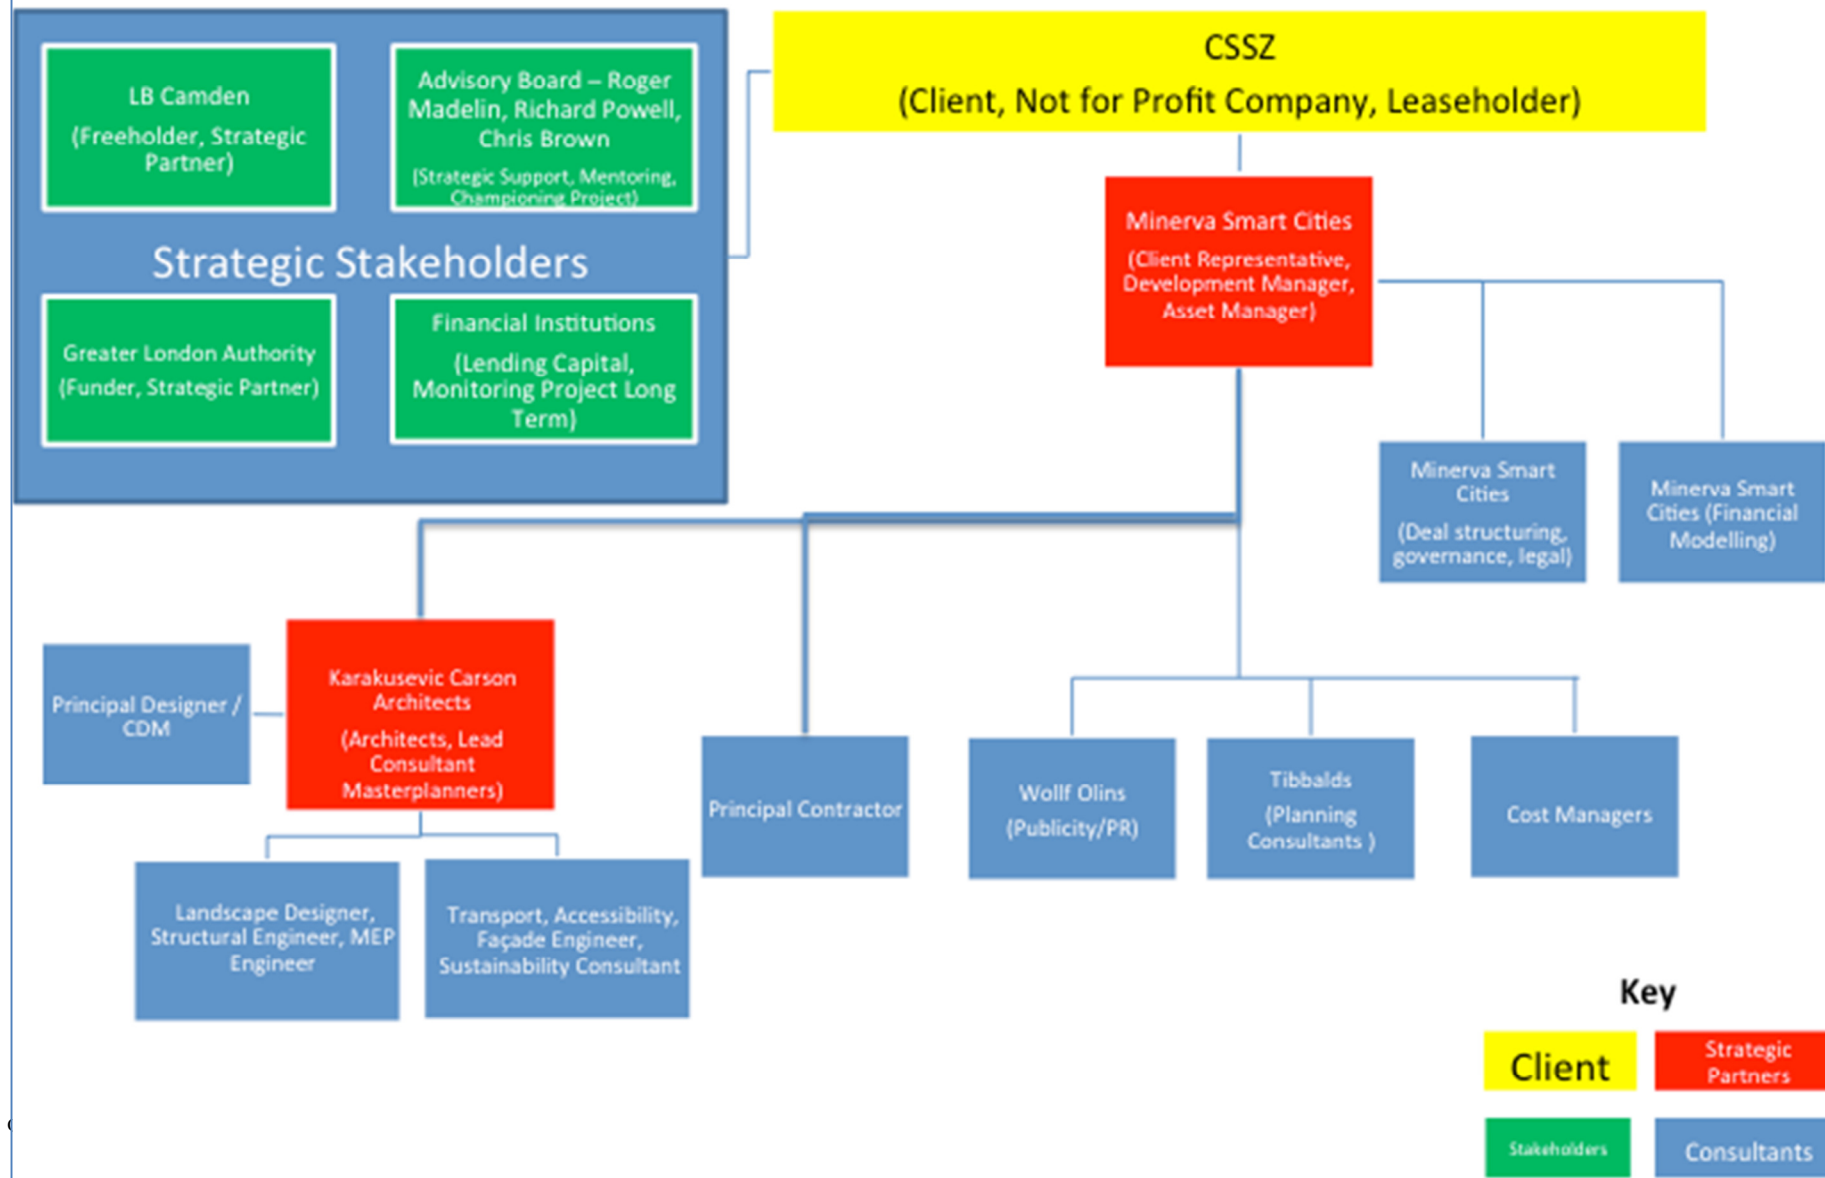 LB Camden
(Freeholder, Strategic
Partner)
Advisory Board – Roger
Madelin, Richard Powell,
Chris Brown
(Strategic Support, Mentoring,
Championing Project)
Strategic Stakeholders
Greater London Authority
(Funder, Strategic Partner)
Financial Institutions
(Lending Capital,
Monitoring Project Long
Term)
CSSZ
(Client, Not for Profit Company, Leaseholder)
Minerva Smart Cities
(Client Representative,
Development Manager,
Asset Manager)
Minerva Smart
Cities
(Deal structuring,
governance, legal)
Minerva Smart
Cities (Financial
Modelling)
Principal Designer /
CDM
Karakusevic Carson
Architects
(Architects, Lead
Consultant
Masterplanners)
Landscape Designer,
Structural Engineer, MEP
Engineer
Transport, Accessibility,
Façade Engineer,
Sustainability Consultant
Principal Contractor
Wollf Olins
(Publicity/PR)
Tibbalds
(Planning
Consultants )
Cost Managers
Key
Client
Strategic
Partners
Stakeholders
Consultants